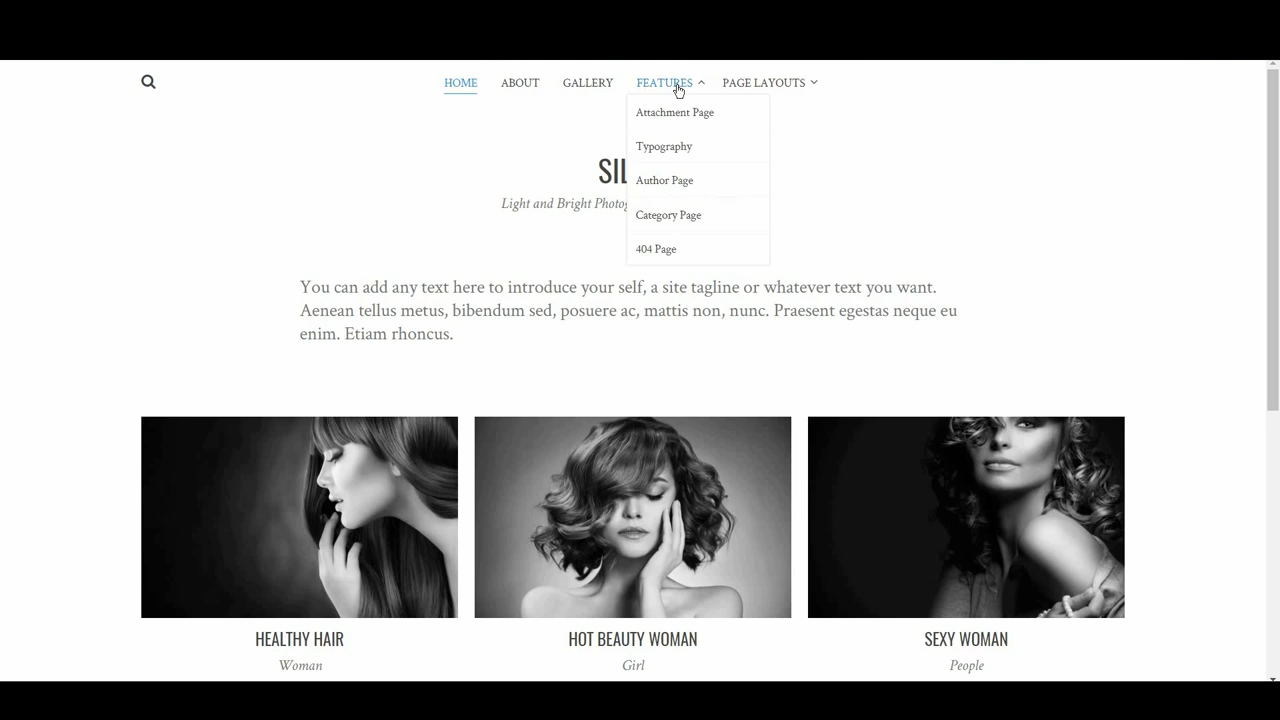 HOME ABOUT GALLERY FEATURES PAGE LAYOUTS
Attachment Page
Typography
Author Page
Category Page
404 Page
Light and Bright
You can add any text here to introduce your self, a site tagline or whatever text you want.
Aenean tellus metus, bibendum sed, posuere ac, mattis non, nunc. Praesent egestas neque eu
enim. Etiam rhoncus.
HEALTHY HAIR HOT BEAUTY WOMAN SEXY WOMAN
Woman Girl People